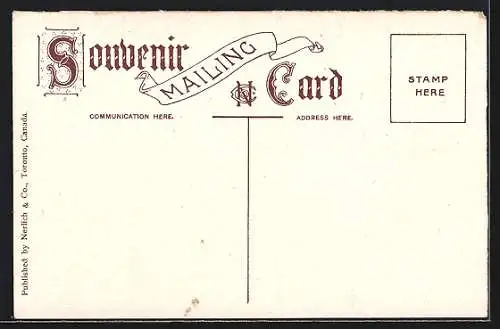 Souvenir
MAILING
Card
COMMUNICATION HERE.
ADDRESS HERE.
STAMP
HERE
Published by Nerlich & Co., Toronto, Canada.